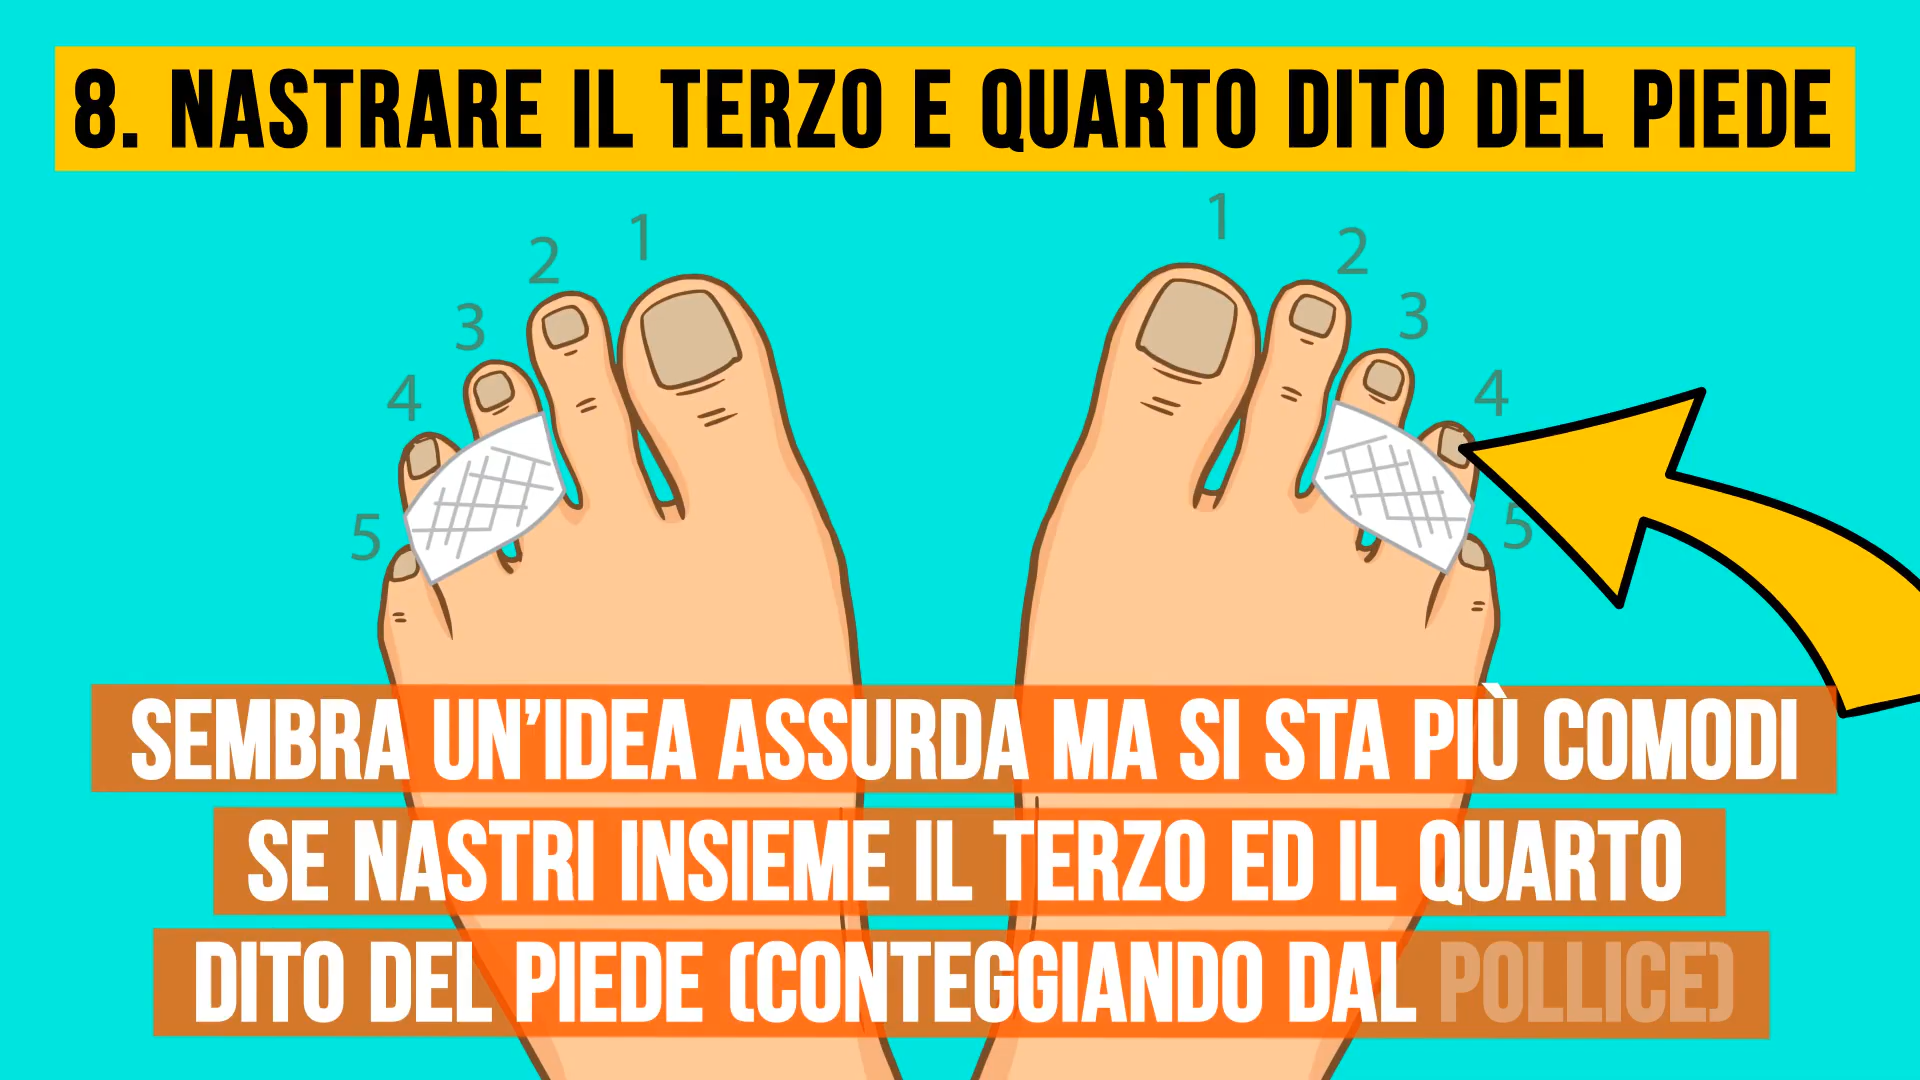 8. NASTRARE IL TERZO E QUARTO DITO DEL PIEDE
1
1
2
2
3
3
4
4
5
5
SEMBRA UN'IDEA ASSURDA MA SI STA PIÙ COMODI
SE NASTRI INSIEME IL TERZO ED IL QUARTO
DITO DEL PIEDE (CONTEGGIANDO DAL POLLICE)